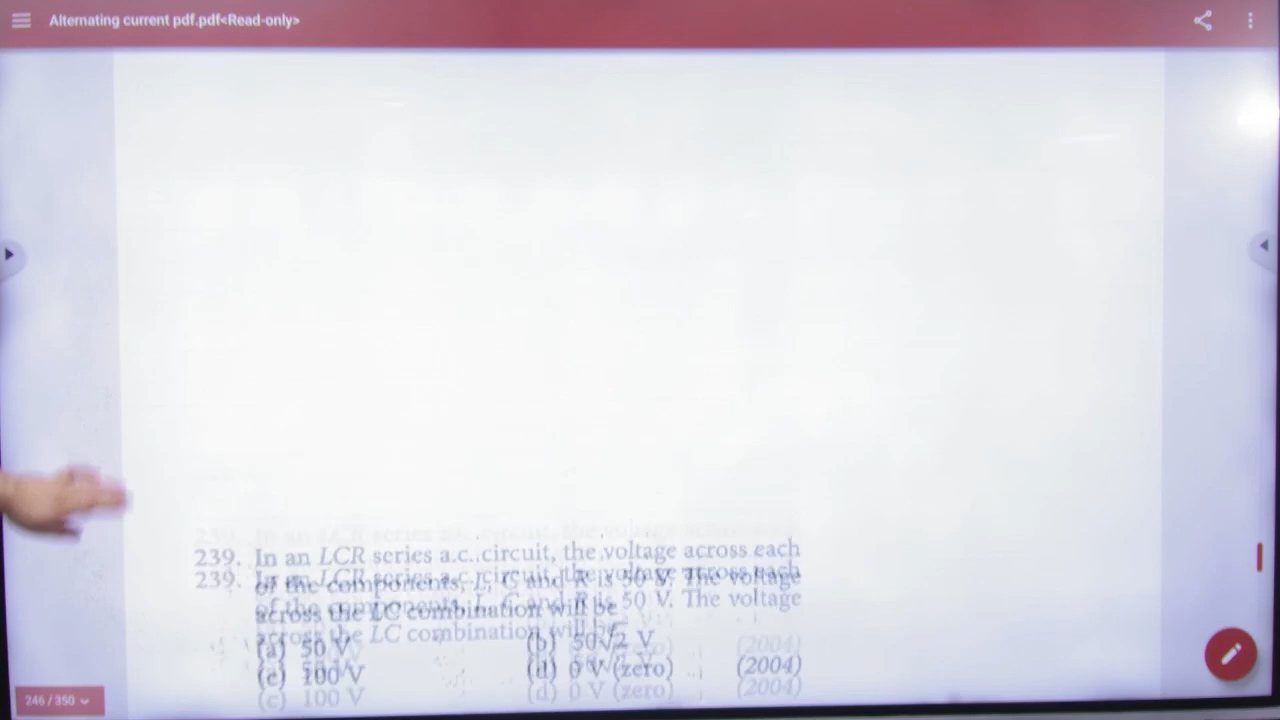 Alternating current pdf.pdf<Read-only>
239. In an LCR series a.c. circuit, the voltage across each
of the components, L, C and R is 50 V. The voltage
across the LC combination will be
(a) 50 V (b) 50√2 V
(c) 100 V (d) 0 V (zero) (2004)
246 / 350